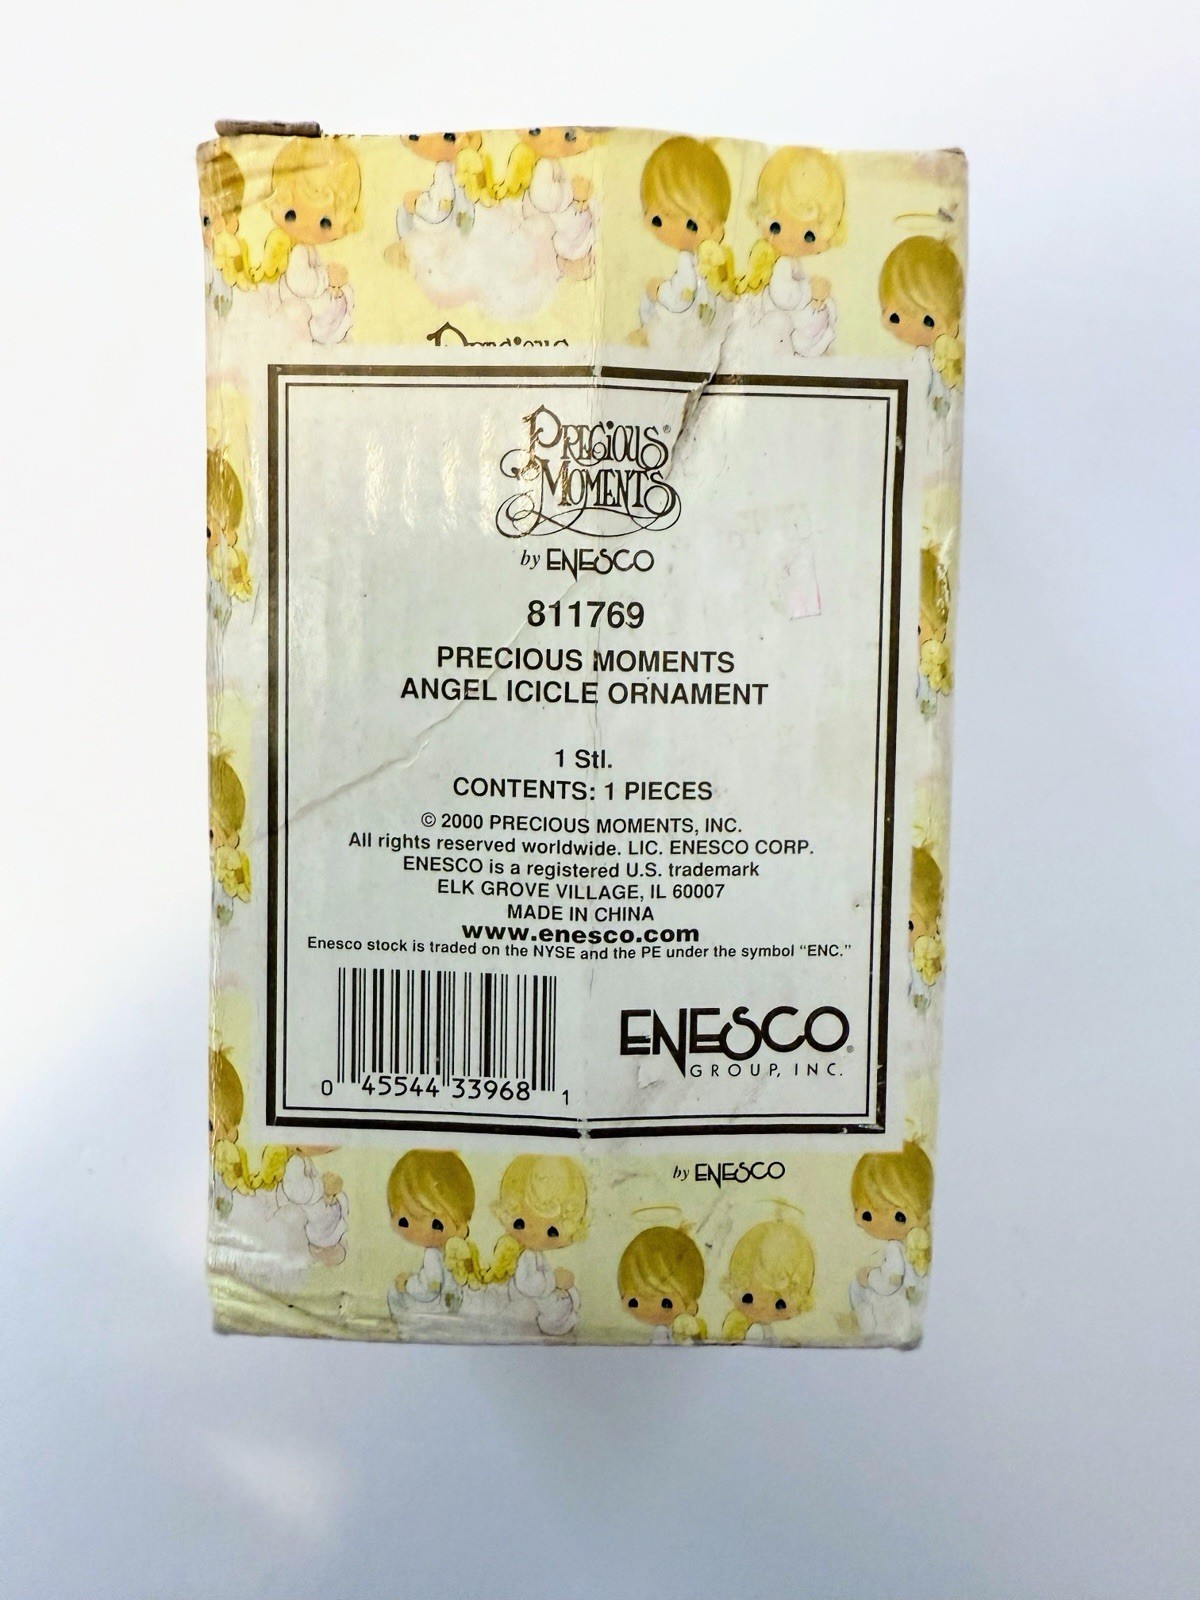 Precious
PRECIOUS®
MOMENTS
by ENESCO
811769
PRECIOUS MOMENTS
ANGEL ICICLE ORNAMENT
1 Stl.
CONTENTS: 1 PIECES
© 2000 PRECIOUS MOMENTS, INC.
All rights reserved worldwide. LIC. ENESCO CORP.
ENESCO is a registered U.S. trademark
ELK GROVE VILLAGE, IL 60007
MADE IN CHINA
www.enesco.com
Enesco stock is traded on the NYSE and the PE under the symbol "ENC."
ENESCO®
GROUP, INC.
0 45544 33968 1
by ENESCO